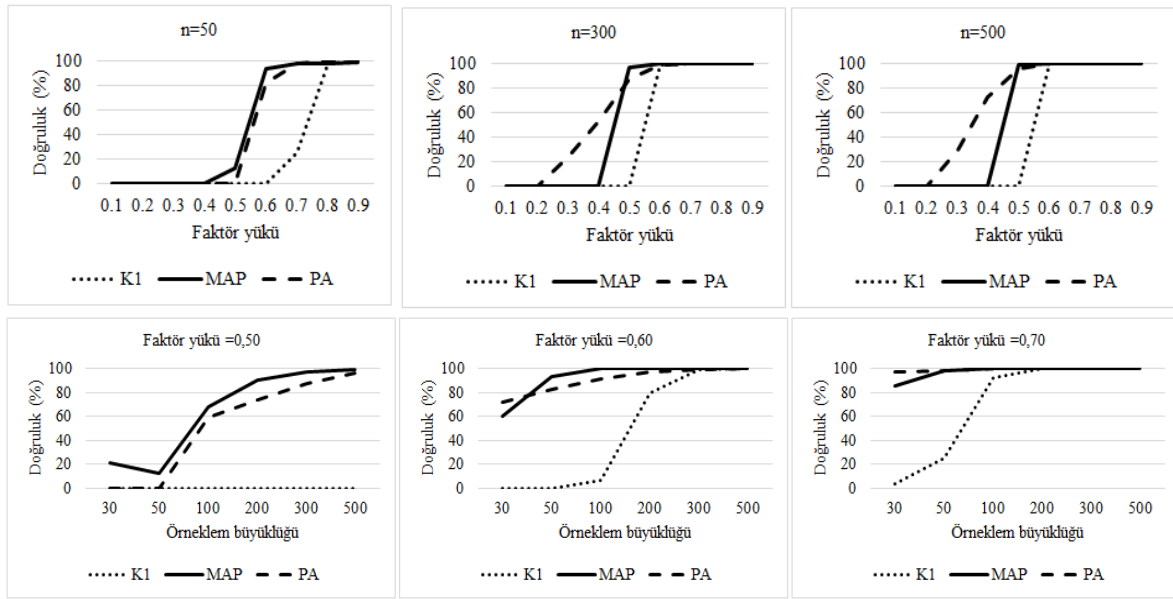 n=50
Doğruluk (%)
100
80
60
40
20
0
0.1 0.2 0.3 0.4 0.5 0.6 0.7 0.8 0.9
Faktör yükü
K1 MAP PA
n=300
Doğruluk (%)
100
80
60
40
20
0
0.1 0.2 0.3 0.4 0.5 0.6 0.7 0.8 0.9
Faktör yükü
K1 MAP PA
n=500
Doğruluk (%)
100
80
60
40
20
0
0.1 0.2 0.3 0.4 0.5 0.6 0.7 0.8 0.9
Faktör yükü
K1 MAP PA
Faktör yükü =0,50
Doğruluk (%)
100
80
60
40
20
0
30 50 100 200 300 500
Örneklem büyüklüğü
K1 MAP PA
Faktör yükü =0,60
Doğruluk (%)
100
80
60
40
20
0
30 50 100 200 300 500
Örneklem büyüklüğü
K1 MAP PA
Faktör yükü =0,70
Doğruluk (%)
100
80
60
40
20
0
30 50 100 200 300 500
Örneklem büyüklüğü
K1 MAP PA